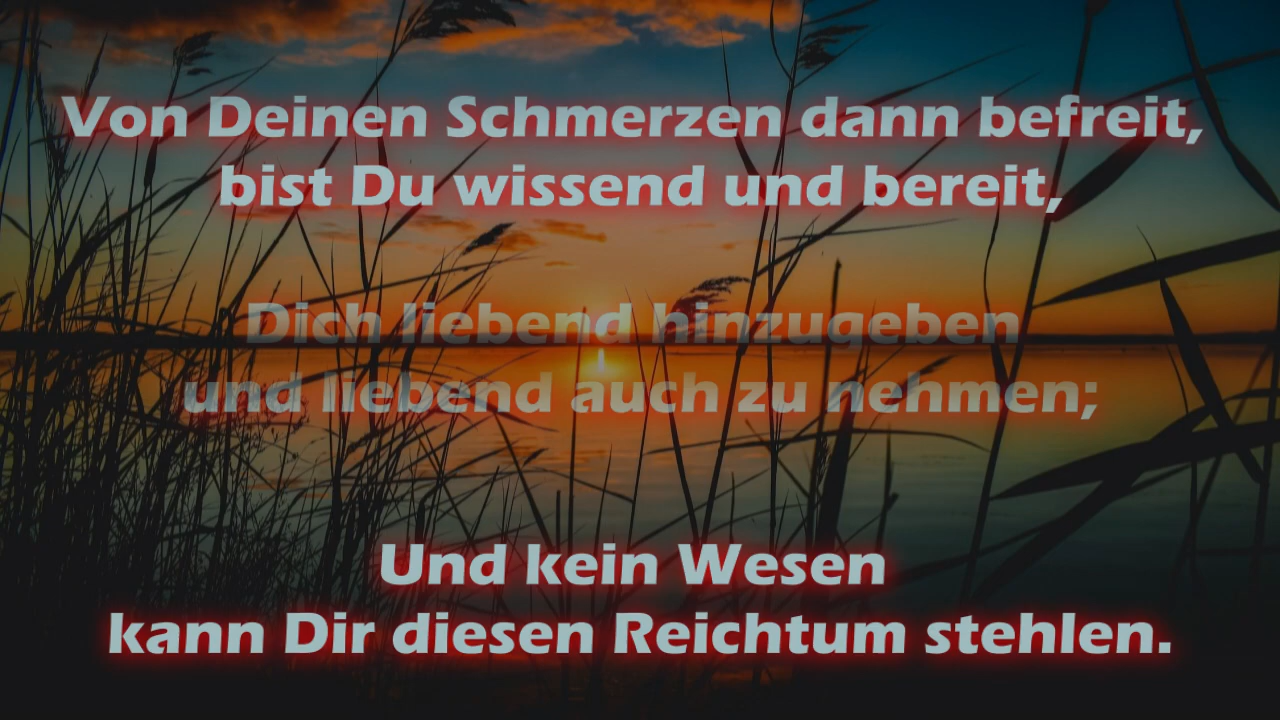 Von Deinen Schmerzen dann befreit,
bist Du wissend und bereit,
Dich liebend hinzugeben
und liebend auch zu nehmen;
Und kein Wesen
kann Dir diesen Reichtum stehlen.